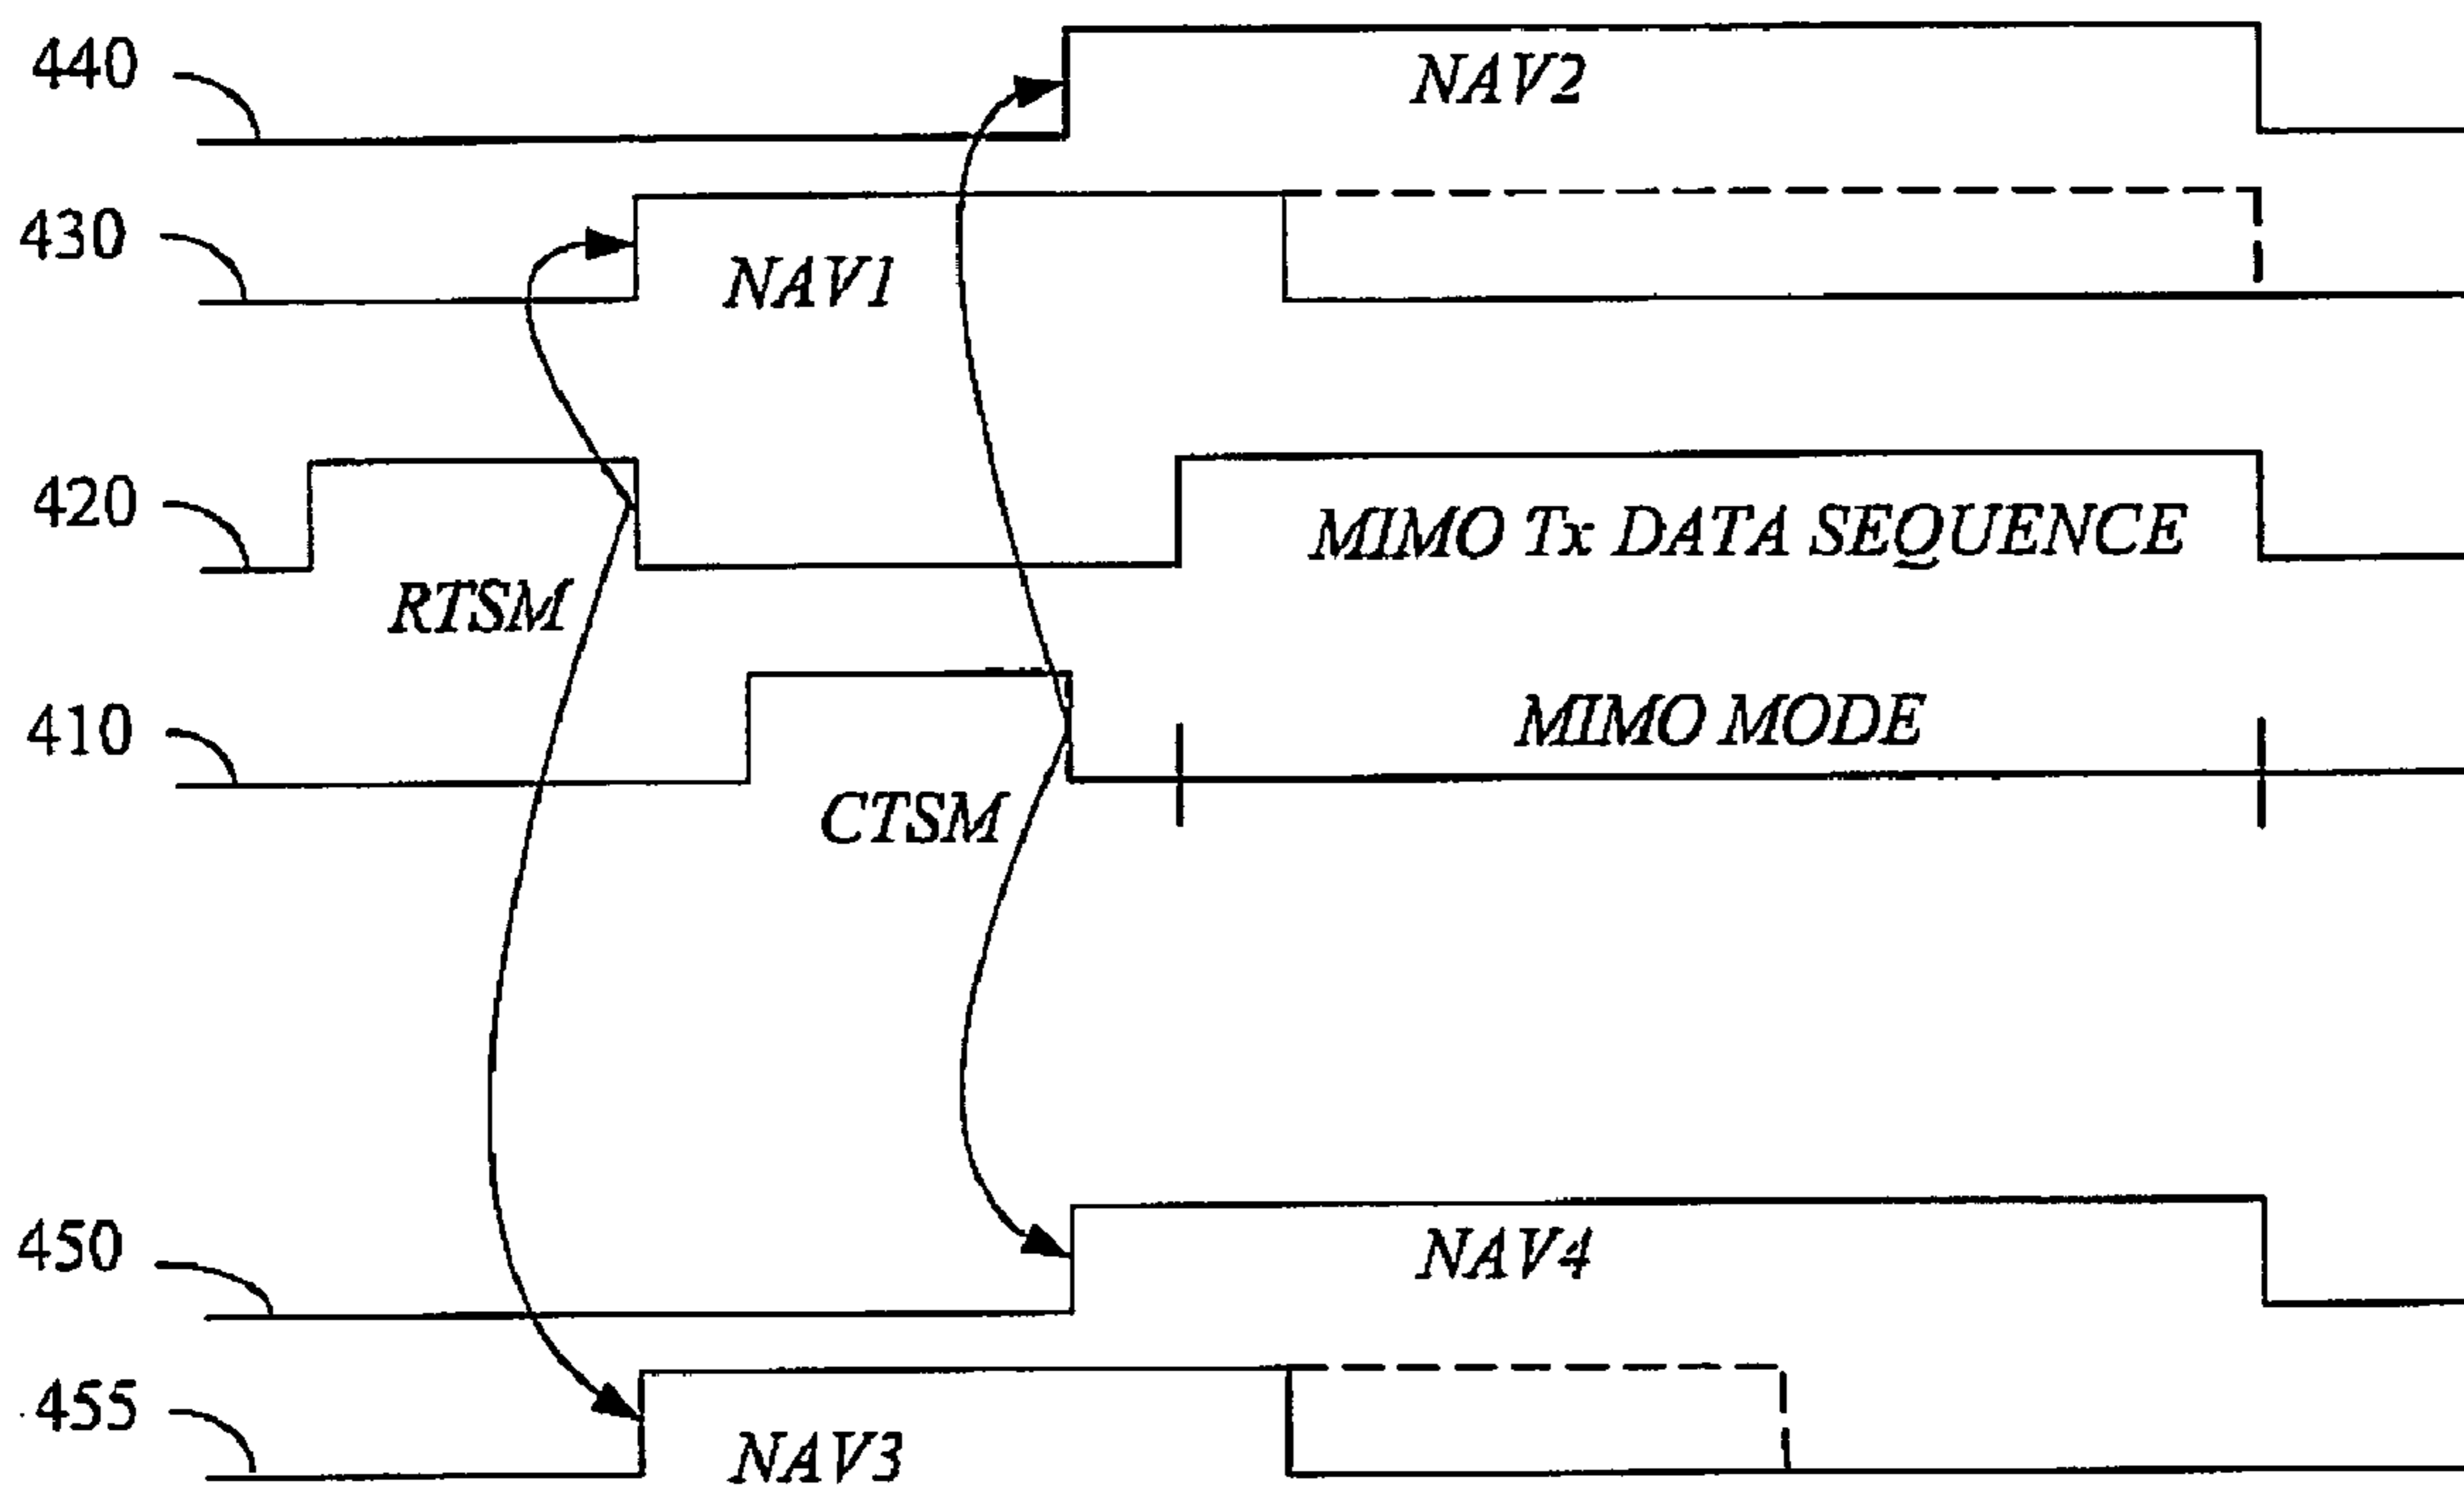 440
NAV2
430
NAV1
420
MIMO Tx DATA SEQUENCE
RTSM
410
MIMO MODE
CTSM
450
NAV4
455
NAV3